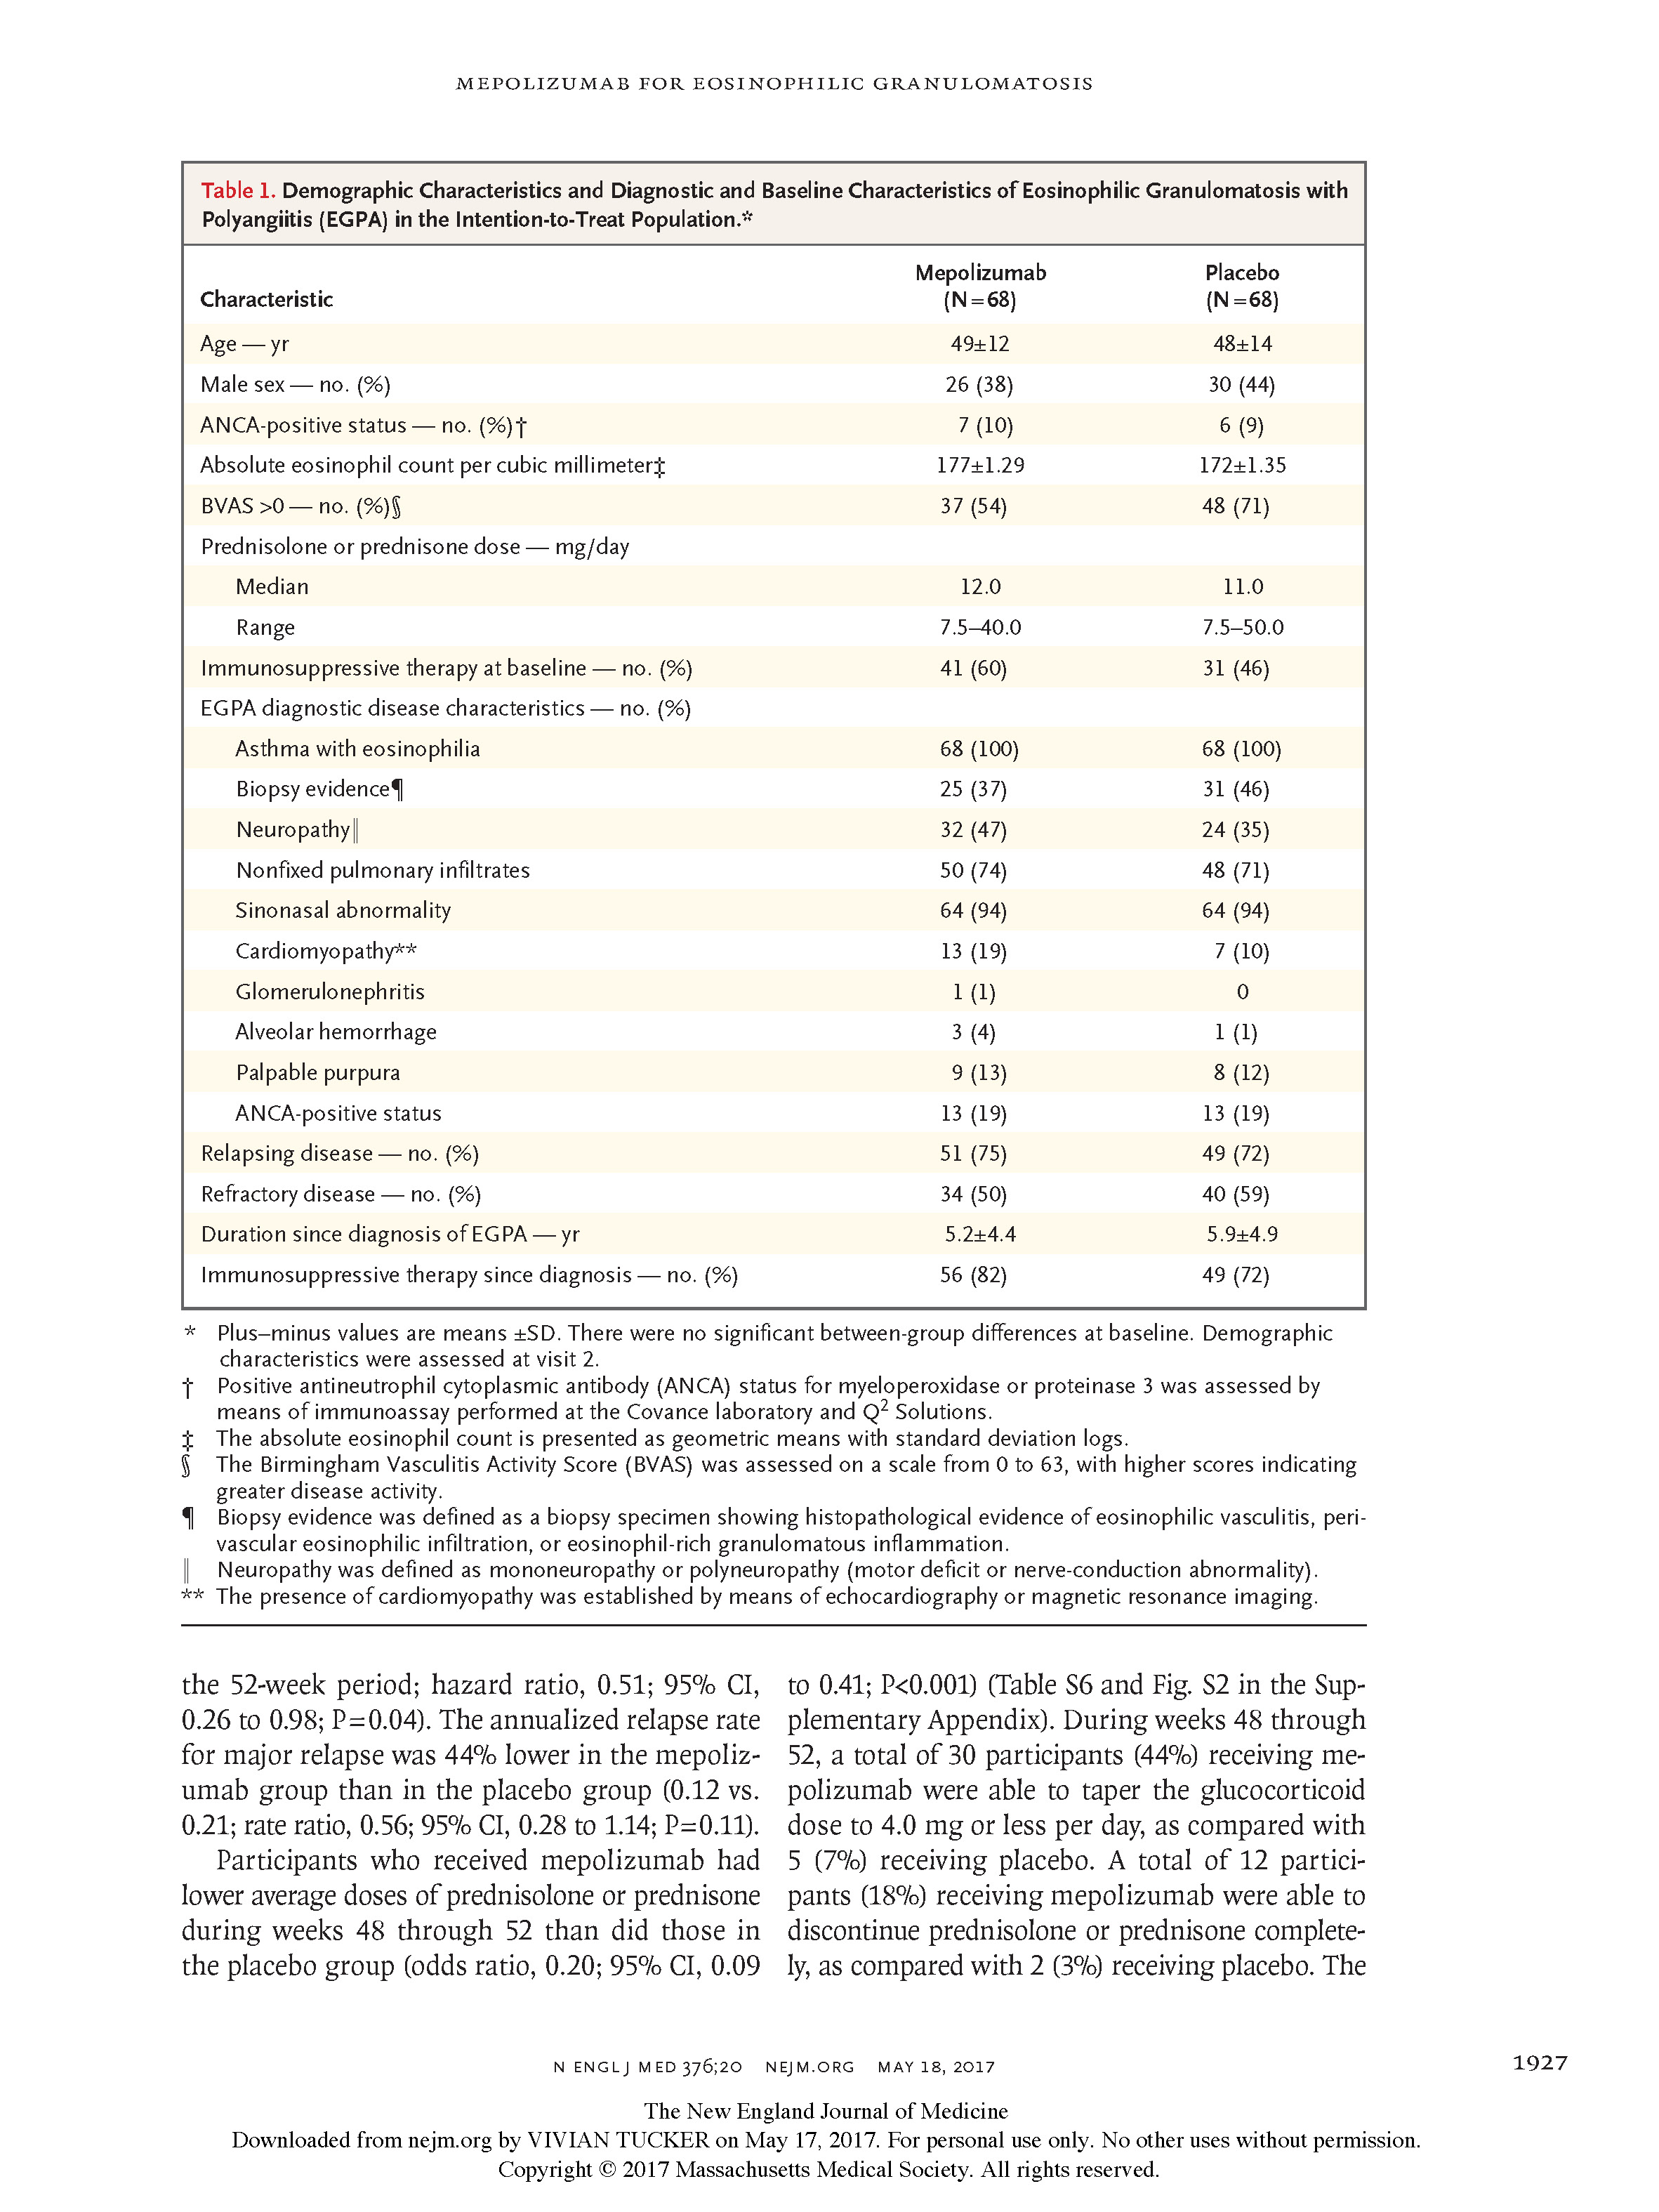 MEPOLIZUMAB FOR EOSINOPHILIC GRANULOMATOSIS
Table 1. Demographic Characteristics and Diagnostic and Baseline Characteristics of Eosinophilic Granulomatosis with
Polyangiitis (EGPA) in the Intention-to-Treat Population.*
Characteristic Mepolizumab (N=68) Placebo (N=68)
Age — yr 49±12 48±14
Male sex — no. (%) 26 (38) 30 (44)
ANCA-positive status — no. (%)† 7 (10) 6 (9)
Absolute eosinophil count per cubic millimeter‡ 177±1.29 172±1.35
BVAS >0 — no. (%)§ 37 (54) 48 (71)
Prednisolone or prednisone dose — mg/day
Median 12.0 11.0
Range 7.5–40.0 7.5–50.0
Immunosuppressive therapy at baseline — no. (%) 41 (60) 31 (46)
EGPA diagnostic disease characteristics — no. (%)
Asthma with eosinophilia 68 (100) 68 (100)
Biopsy evidence¶ 25 (37) 31 (46)
Neuropathy‖ 32 (47) 24 (35)
Nonfixed pulmonary infiltrates 50 (74) 48 (71)
Sinonasal abnormality 64 (94) 64 (94)
Cardiomyopathy** 13 (19) 7 (10)
Glomerulonephritis 1 (1) 0
Alveolar hemorrhage 3 (4) 1 (1)
Palpable purpura 9 (13) 8 (12)
ANCA-positive status 13 (19) 13 (19)
Relapsing disease — no. (%) 51 (75) 49 (72)
Refractory disease — no. (%) 34 (50) 40 (59)
Duration since diagnosis of EGPA — yr 5.2±4.4 5.9±4.9
Immunosuppressive therapy since diagnosis — no. (%) 56 (82) 49 (72)
* Plus–minus values are means ±SD. There were no significant between-group differences at baseline. Demographic
characteristics were assessed at visit 2.
† Positive antineutrophil cytoplasmic antibody (ANCA) status for myeloperoxidase or proteinase 3 was assessed by
means of immunoassay performed at the Covance laboratory and Q² Solutions.
‡ The absolute eosinophil count is presented as geometric means with standard deviation logs.
§ The Birmingham Vasculitis Activity Score (BVAS) was assessed on a scale from 0 to 63, with higher scores indicating
greater disease activity.
¶ Biopsy evidence was defined as a biopsy specimen showing histopathological evidence of eosinophilic vasculitis, peri-
vascular eosinophilic infiltration, or eosinophil-rich granulomatous inflammation.
‖ Neuropathy was defined as mononeuropathy or polyneuropathy (motor deficit or nerve-conduction abnormality).
** The presence of cardiomyopathy was established by means of echocardiography or magnetic resonance imaging.
the 52-week period; hazard ratio, 0.51; 95% CI,
0.26 to 0.98; P=0.04). The annualized relapse rate
for major relapse was 44% lower in the mepoliz-
umab group than in the placebo group (0.12 vs.
0.21; rate ratio, 0.56; 95% CI, 0.28 to 1.14; P=0.11).
Participants who received mepolizumab had
lower average doses of prednisolone or prednisone
during weeks 48 through 52 than did those in
the placebo group (odds ratio, 0.20; 95% CI, 0.09
to 0.41; P<0.001) (Table S6 and Fig. S2 in the Sup-
plementary Appendix). During weeks 48 through
52, a total of 30 participants (44%) receiving me-
polizumab were able to taper the glucocorticoid
dose to 4.0 mg or less per day, as compared with
5 (7%) receiving placebo. A total of 12 partici-
pants (18%) receiving mepolizumab were able to
discontinue prednisolone or prednisone complete-
ly, as compared with 2 (3%) receiving placebo. The
N ENGL J MED 376;20 NEJM.ORG MAY 18, 2017 1927
The New England Journal of Medicine
Downloaded from nejm.org by VIVIAN TUCKER on May 17, 2017. For personal use only. No other uses without permission.
Copyright © 2017 Massachusetts Medical Society. All rights reserved.